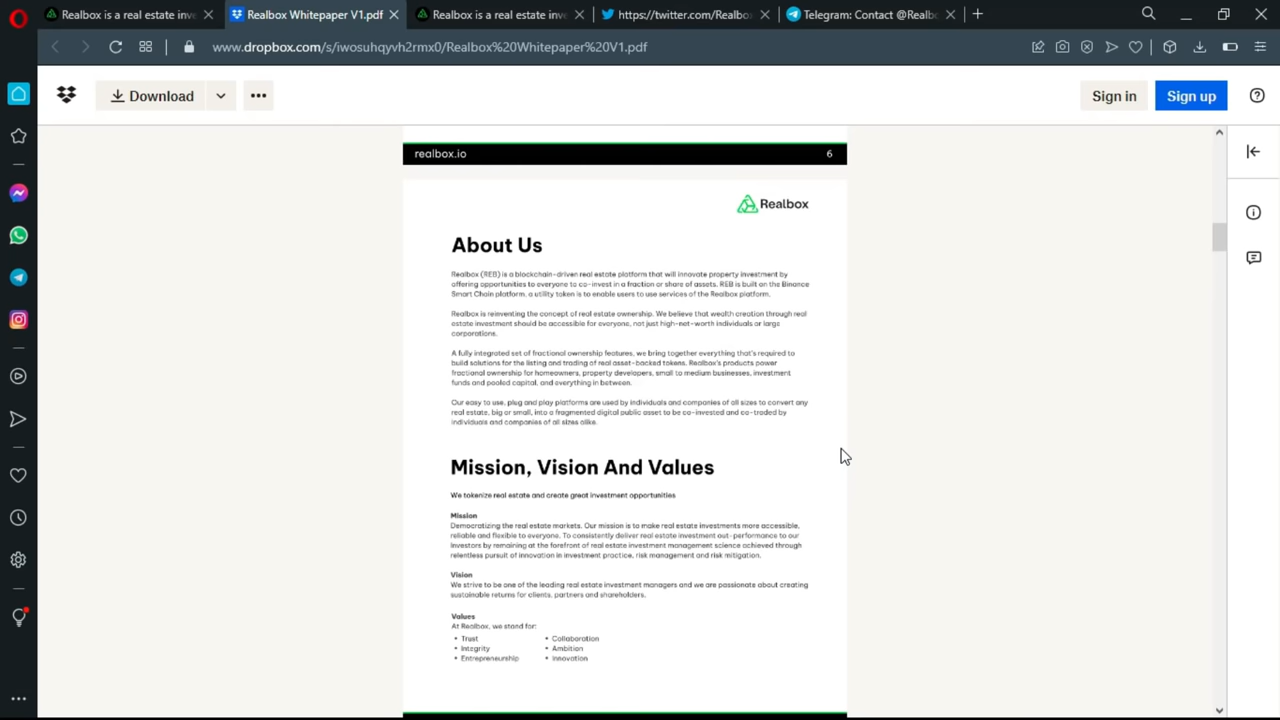 Realbox is a real estate inve
Realbox Whitepaper V1.pdf
Realbox is a real estate inve
https://twitter.com/Realbo
Telegram: Contact @Realbo
www.dropbox.com/s/iwosuhqyvh2rmx0/Realbox%20Whitepaper%20V1.pdf
Download
Sign in
Sign up
realbox.io
6
Realbox
About Us
Realbox (REB) is a blockchain-driven real estate platform that will innovate property investment by
offering opportunities to everyone to co-invest in a fraction or share of assets. REB is built on the Binance
Smart Chain platform, a utility token is to enable users to use services of the Realbox platform.
Realbox is reinventing the concept of real estate ownership. We believe that wealth creation through real
estate investment should be accessible for everyone, not just high-net-worth individuals or large
corporations.
A fully integrated set of fractional ownership features, we bring together everything that's required to
build solutions for the listing and trading of real asset-backed tokens. Realbox's products power
fractional ownership for homeowners, property developers, small to medium businesses, investment
funds and pooled capital, and everything in between.
Our easy to use, plug and play platforms are used by individuals and companies of all sizes to convert any
real estate, big or small, into a fragmented digital public asset to be co-invested and co-traded by
individuals and companies of all sizes alike.
Mission, Vision And Values
We tokenize real estate and create great investment opportunities
Mission
Democratizing the real estate markets. Our mission is to make real estate investments more accessible,
reliable and flexible to everyone. To consistently deliver real estate investment out-performance to our
investors by remaining at the forefront of real estate investment management science achieved through
relentless pursuit of innovation in investment practice, risk management and risk mitigation.
Vision
We strive to be one of the leading real estate investment managers and we are passionate about creating
sustainable returns for clients, partners and shareholders.
Values
At Realbox, we stand for:
• Trust
• Integrity
• Entrepreneurship
• Collaboration
• Ambition
• Innovation